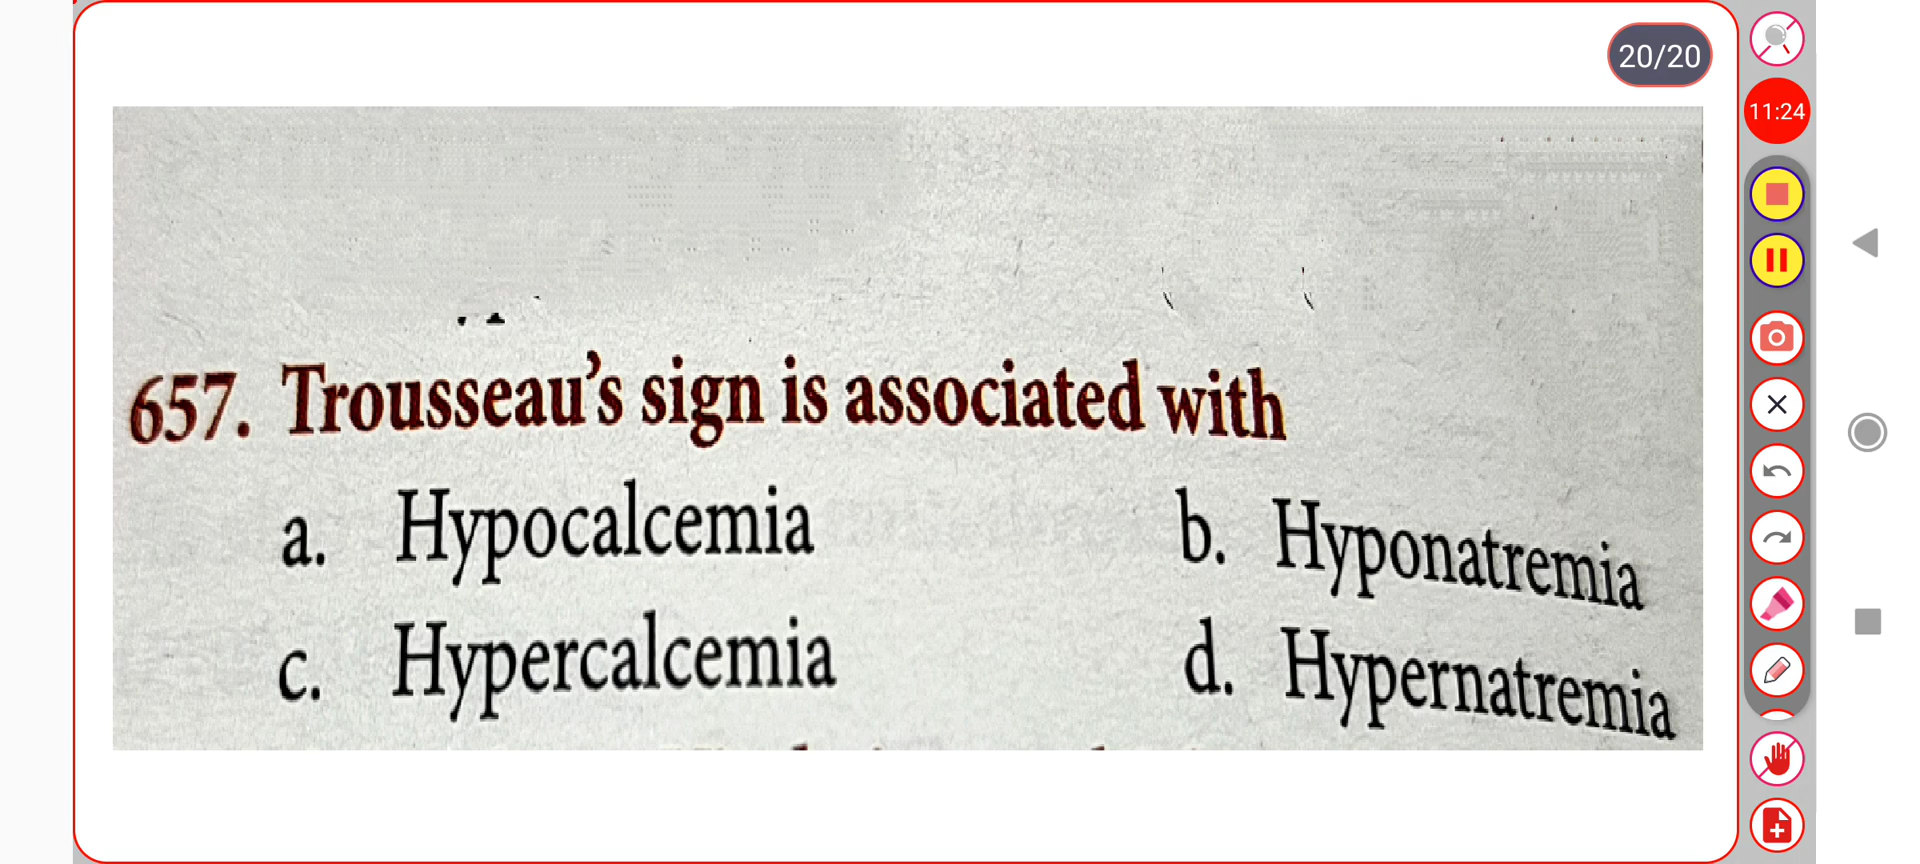 20/20
11:24
657. Trousseau's sign is associated with
a. Hypocalcemia b. Hyponatremia
c. Hypercalcemia d. Hypernatremia